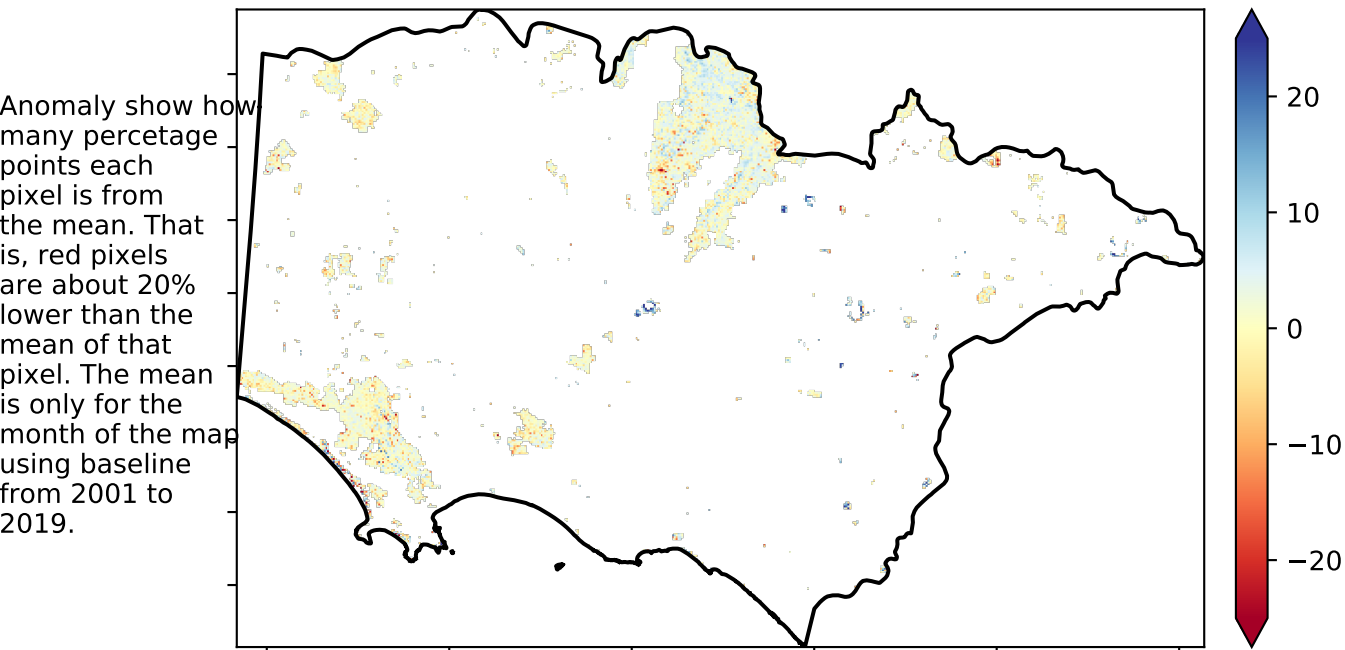 Anomaly show how
many percetage
points each
pixel is from
the mean. That
is, red pixels
are about 20%
lower than the
mean of that
pixel. The mean
is only for the
month of the map
using baseline
from 2001 to
2019.
20
10
0
−10
−20